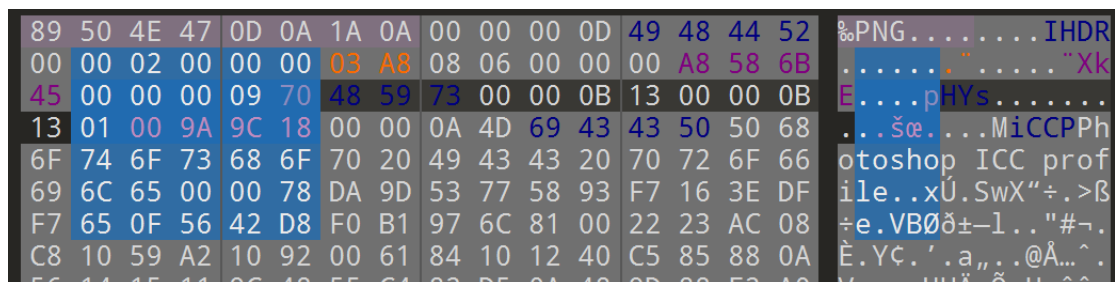 89 50 4E 47 0D 0A 1A 0A 00 00 00 0D 49 48 44 52 ‰PNG........IHDR
00 00 02 00 00 00 03 A8 08 06 00 00 00 A8 58 6B .......¨.....¨Xk
45 00 00 00 09 70 48 59 73 00 00 0B 13 00 00 0B E....pHYs.......
13 01 00 9A 9C 18 00 00 0A 4D 69 43 43 50 50 68 ...šœ....MiCCPPh
6F 74 6F 73 68 6F 70 20 49 43 43 20 70 72 6F 66 otoshop ICC prof
69 6C 65 00 00 78 DA 9D 53 77 58 93 F7 16 3E DF ile..xÚ.SwX“÷.>ß
F7 65 0F 56 42 D8 F0 B1 97 6C 81 00 22 23 AC 08 ÷e.VBØð±—l.."#¬.
C8 10 59 A2 10 92 00 61 84 10 12 40 C5 85 88 0A È.Y¢.’.a„..@Å…ˆ.